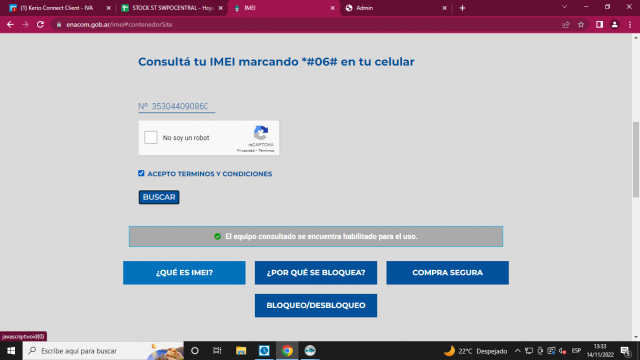 (1) Kerio Connect Client - IVA
STOCK ST SWPOCENTRAL - Hoja
IMEI
Admin
enacom.gob.ar/imei#contenedorSite
Consultá tu IMEI marcando *#06# en tu celular
Nº 35304409086C
No soy un robot
reCAPTCHA
Privacidad - Términos
ACEPTO TERMINOS Y CONDICIONES
BUSCAR
El equipo consultado se encuentra habilitado para el uso.
¿QUÉ ES IMEI?
¿POR QUÉ SE BLOQUEA?
COMPRA SEGURA
BLOQUEO/DESBLOQUEO
javascript:void(0)
Escribe aquí para buscar
22°C Despejado
ESP
13:33
14/11/2022